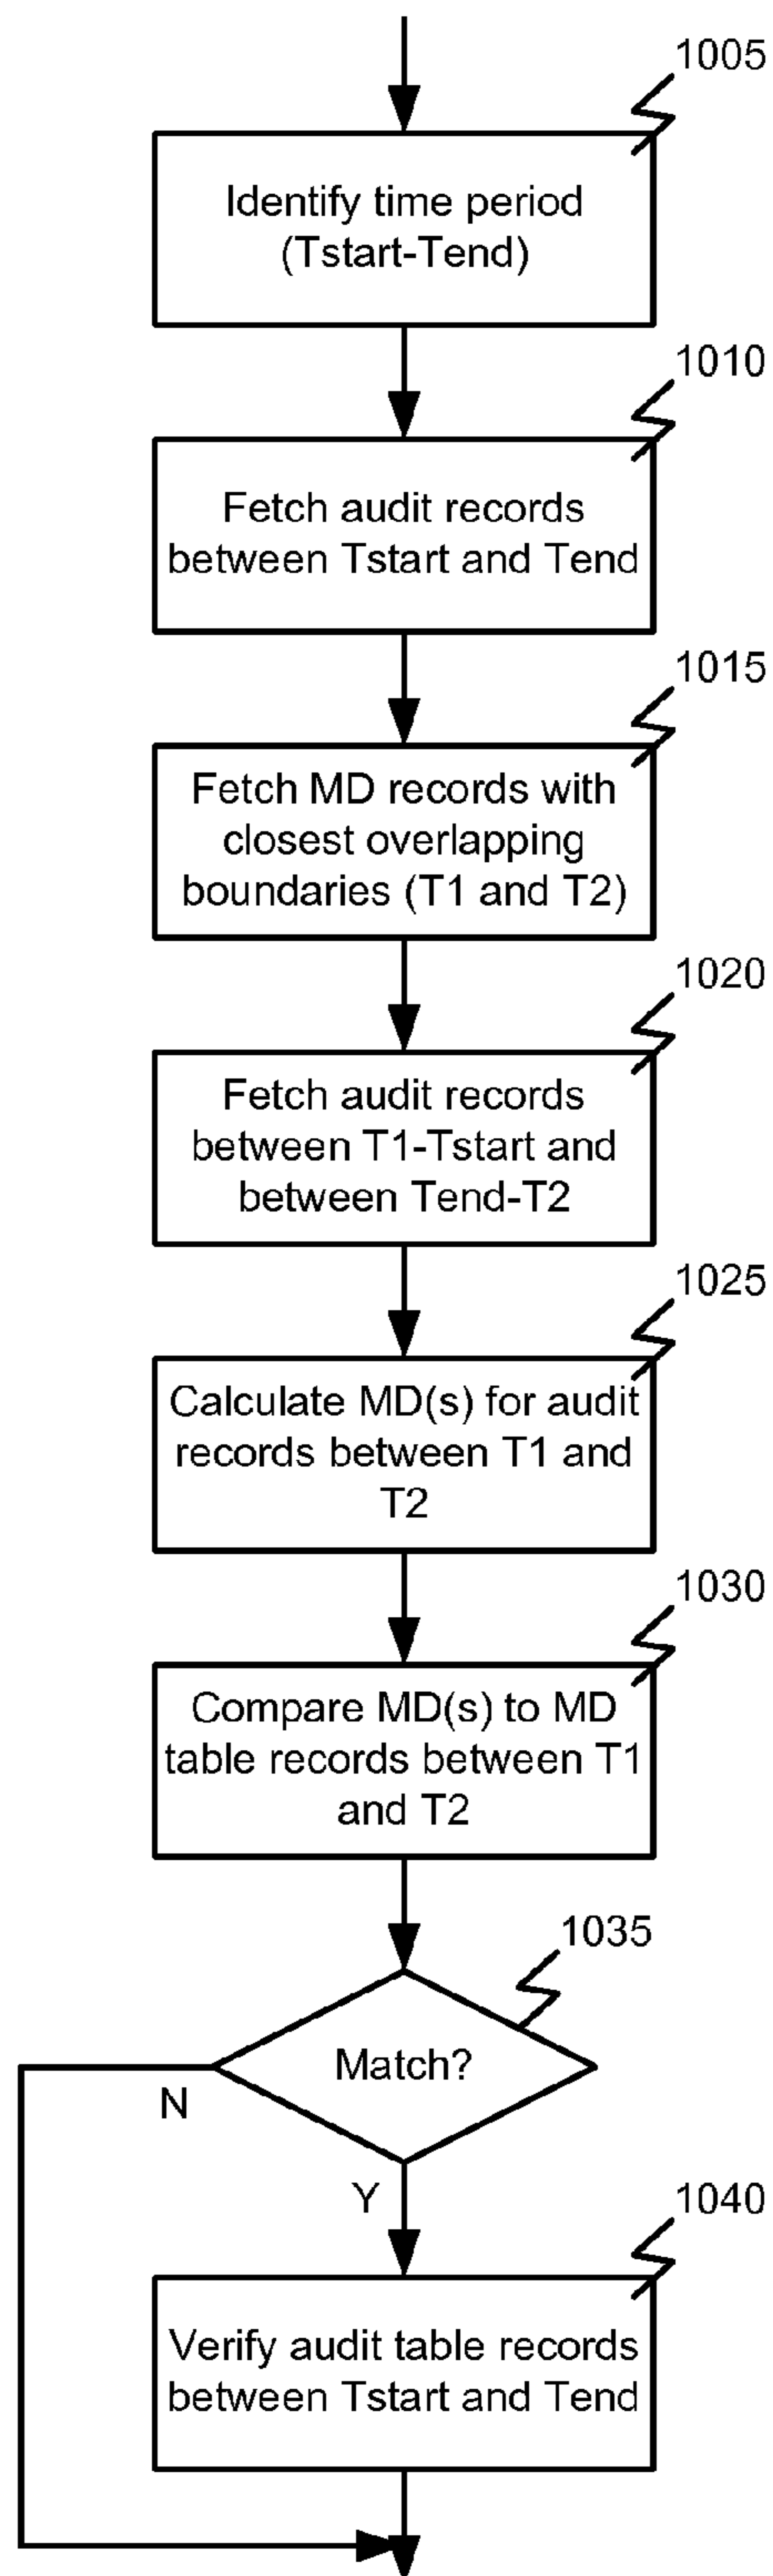 1005
Identify time period
(Tstart-Tend)
1010
Fetch audit records
between Tstart and Tend
1015
Fetch MD records with
closest overlapping
boundaries (T1 and T2)
1020
Fetch audit records
between T1-Tstart and
between Tend-T2
1025
Calculate MD(s) for audit
records between T1 and
T2
1030
Compare MD(s) to MD
table records between T1
and T2
1035
Match?
N
Y
1040
Verify audit table records
between Tstart and Tend